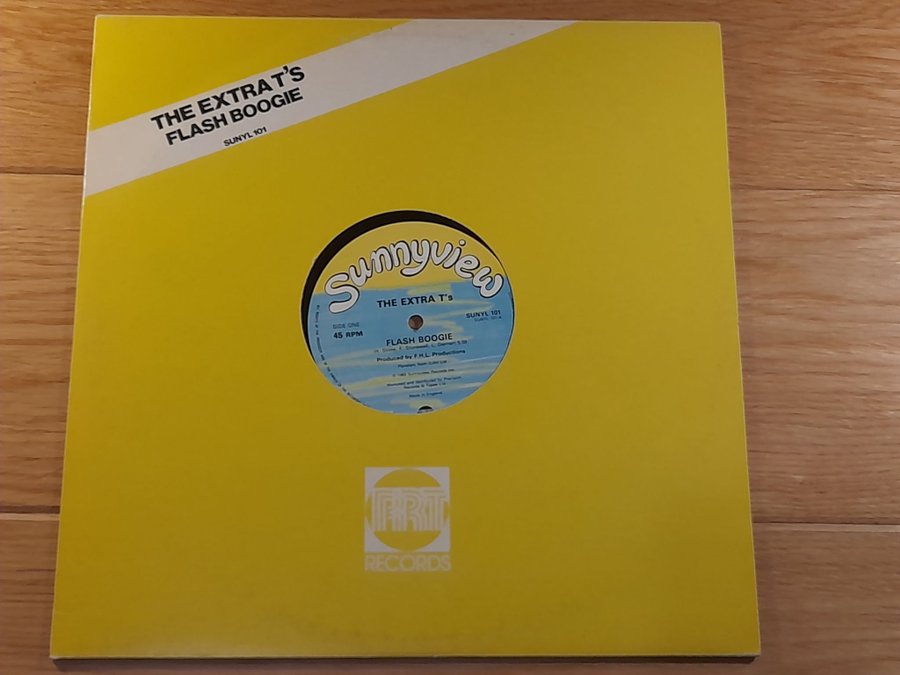 THE EXTRA T'S
FLASH BOOGIE
SUNYL 101
Sunnyview
THE EXTRA T's
SIDE ONE
45 RPM
SUNYL 101
FLASH BOOGIE
Produced by F.H.L. Productions
Made in England
PRT
RECORDS